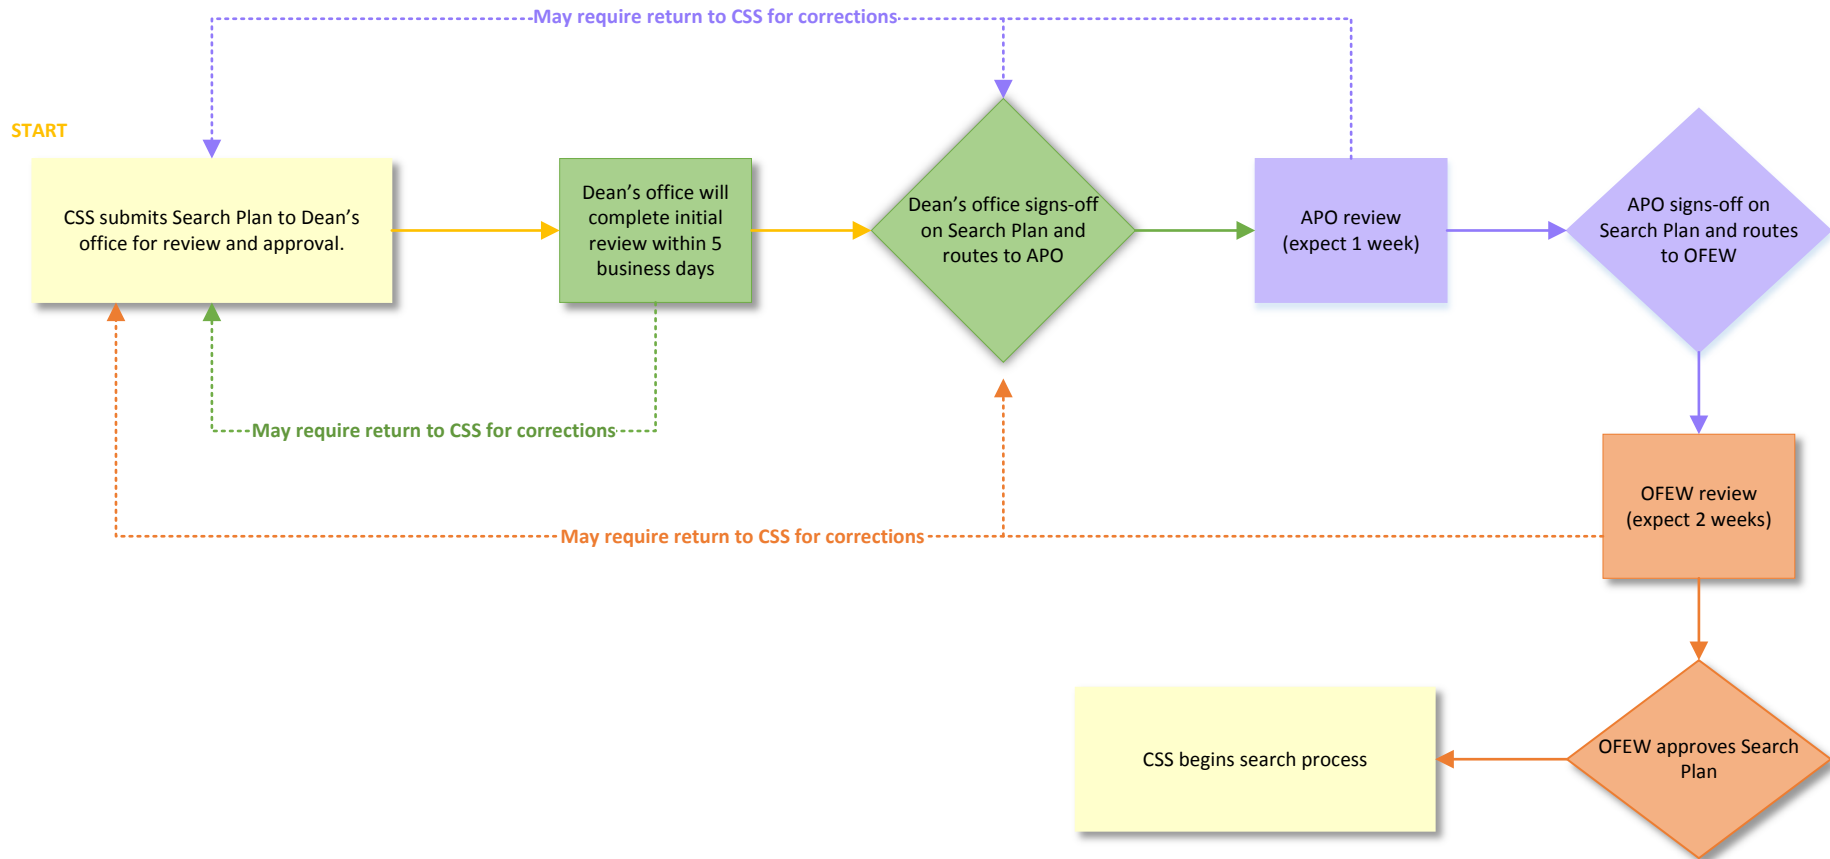 May require return to CSS for corrections
START
CSS submits Search Plan to Dean's
office for review and approval.
Dean's office will
complete initial
review within 5
business days
Dean's office signs-off
on Search Plan and
routes to APO
APO review
(expect 1 week)
APO signs-off on
Search Plan and routes
to OFEW
May require return to CSS for corrections
OFEW review
(expect 2 weeks)
May require return to CSS for corrections
OFEW approves Search
Plan
CSS begins search process